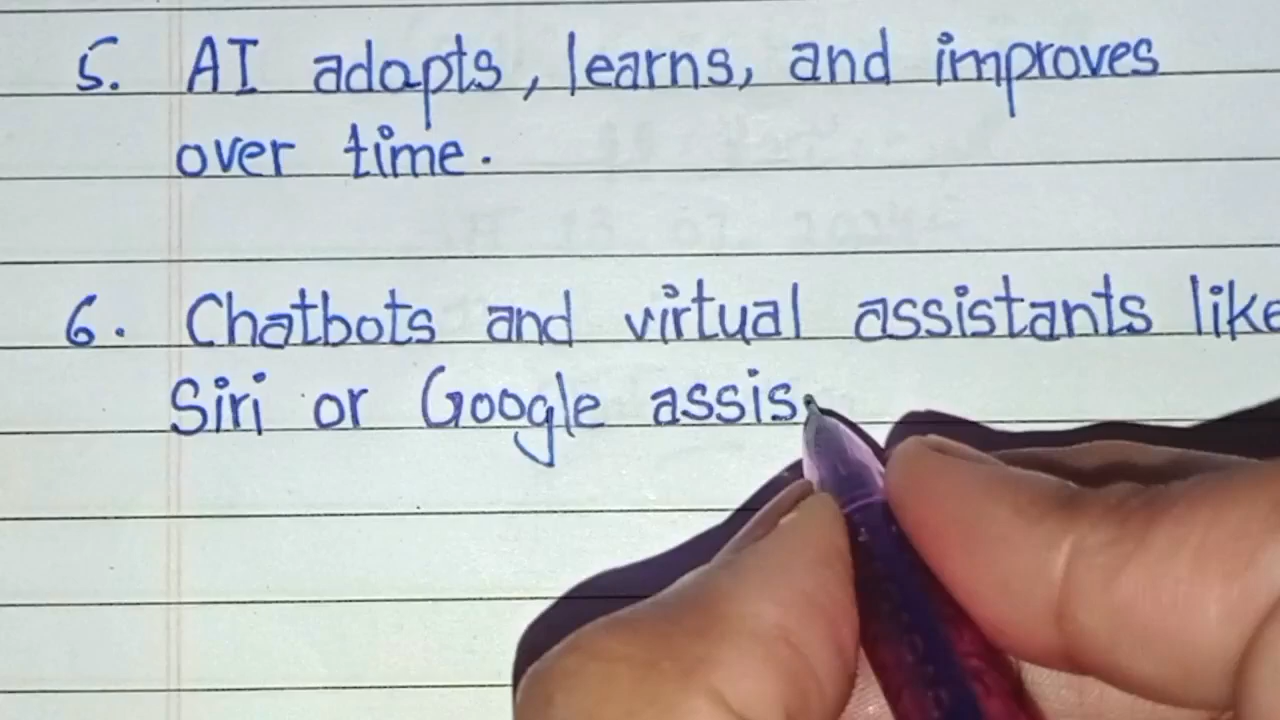 5. AI adapts, learns, and improves
over time.
6. Chatbots and virtual assistants like
Siri or Google assis